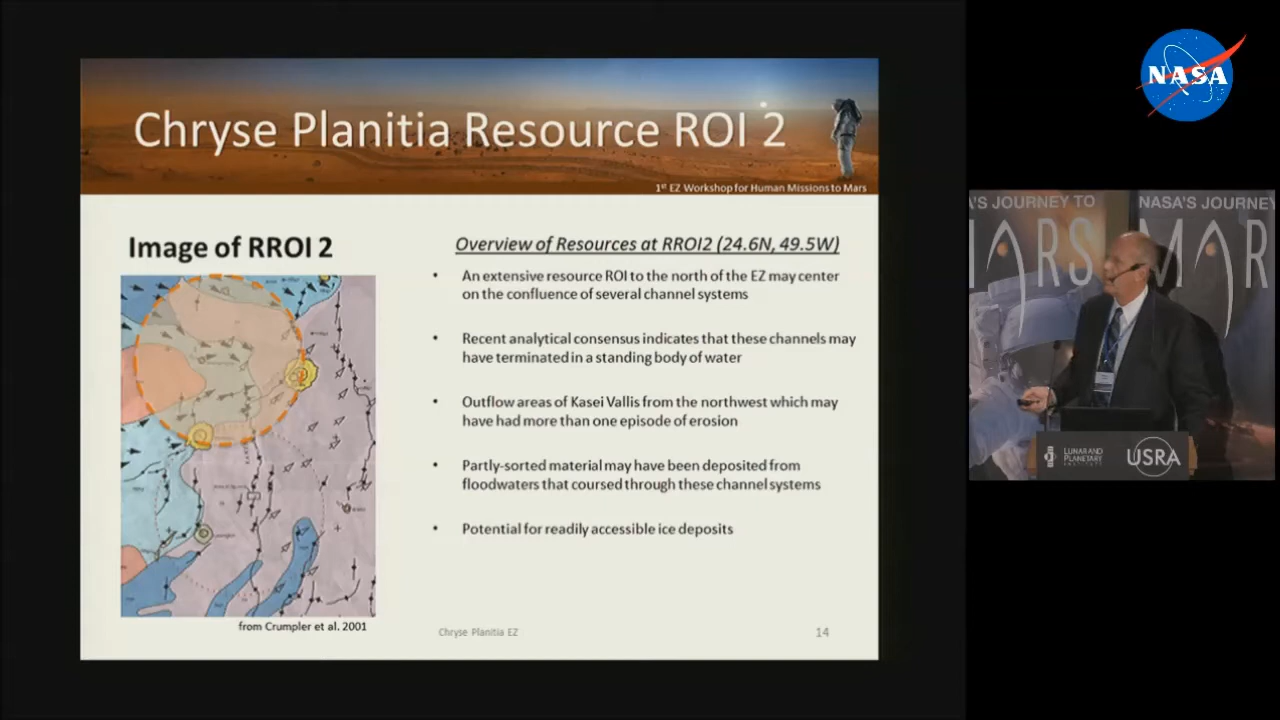 Chryse Planitia Resource ROI 2
1st EZ Workshop for Human Missions to Mars
Image of RROI 2
from Crumpler et al. 2001
Overview of Resources at RROI2 (24.6N, 49.5W)
• An extensive resource ROI to the north of the EZ may center
on the confluence of several channel systems
• Recent analytical consensus indicates that these channels may
have terminated in a standing body of water
• Outflow areas of Kasei Vallis from the northwest which may
have had more than one episode of erosion
• Partly-sorted material may have been deposited from
floodwaters that coursed through these channel systems
• Potential for readily accessible ice deposits
Chryse Planitia EZ
14
NASA
'S JOURNEY TO
ARS
NASA'S JOURNEY
MAR
LUNAR AND
PLANETARY
INSTITUTE
USRA